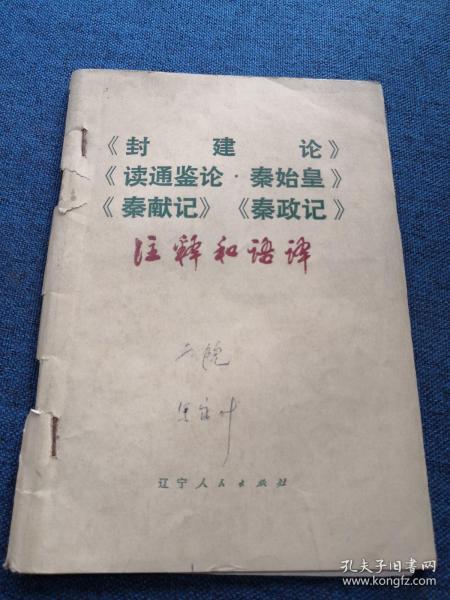 《封建论》
《读通鉴论·秦始皇》
《秦献记》《秦政记》
注释和语译
辽宁人民出版社
孔夫子旧书网
www.kongfz.com